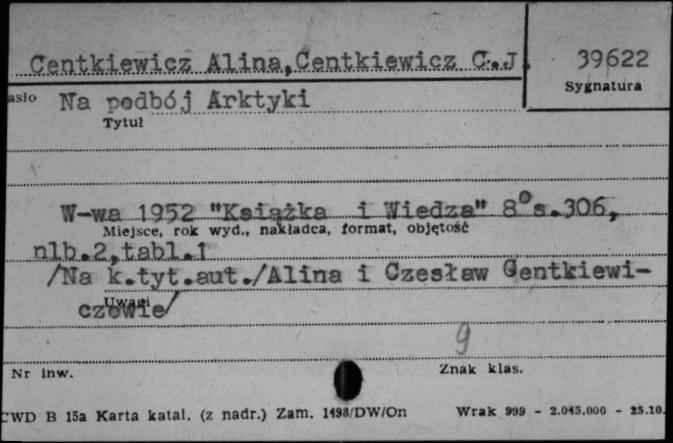 Centkiewicz Alina, Centkiewicz C.J. 39622
Sygnatura
asło Na podbój Arktyki
Tytuł
W-wa 1952 "Książka i Wiedza" 8° s.306,
Miejsce, rok wyd., nakładca, format, objętość
nlb.2, tabl.1
/Na k.tyt.aut./Alina i Czesław Gentkiewi-
Uwagi
czowie/
9
Nr inw. Znak klas.
CWD B 15a Karta katal. (z nadr.) Zam. 1498/DW/On Wrak 999 - 2.045.000 - 25.10.